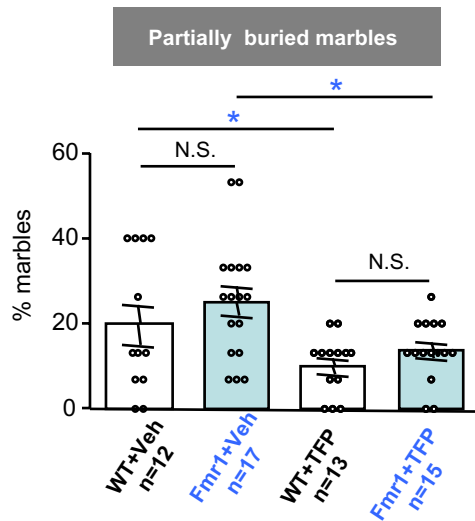 Partially buried marbles
*
*
N.S.
N.S.
% marbles
60
40
20
0
WT+Veh
n=12
Fmr1+Veh
n=17
WT+TFP
n=13
Fmr1+TFP
n=15